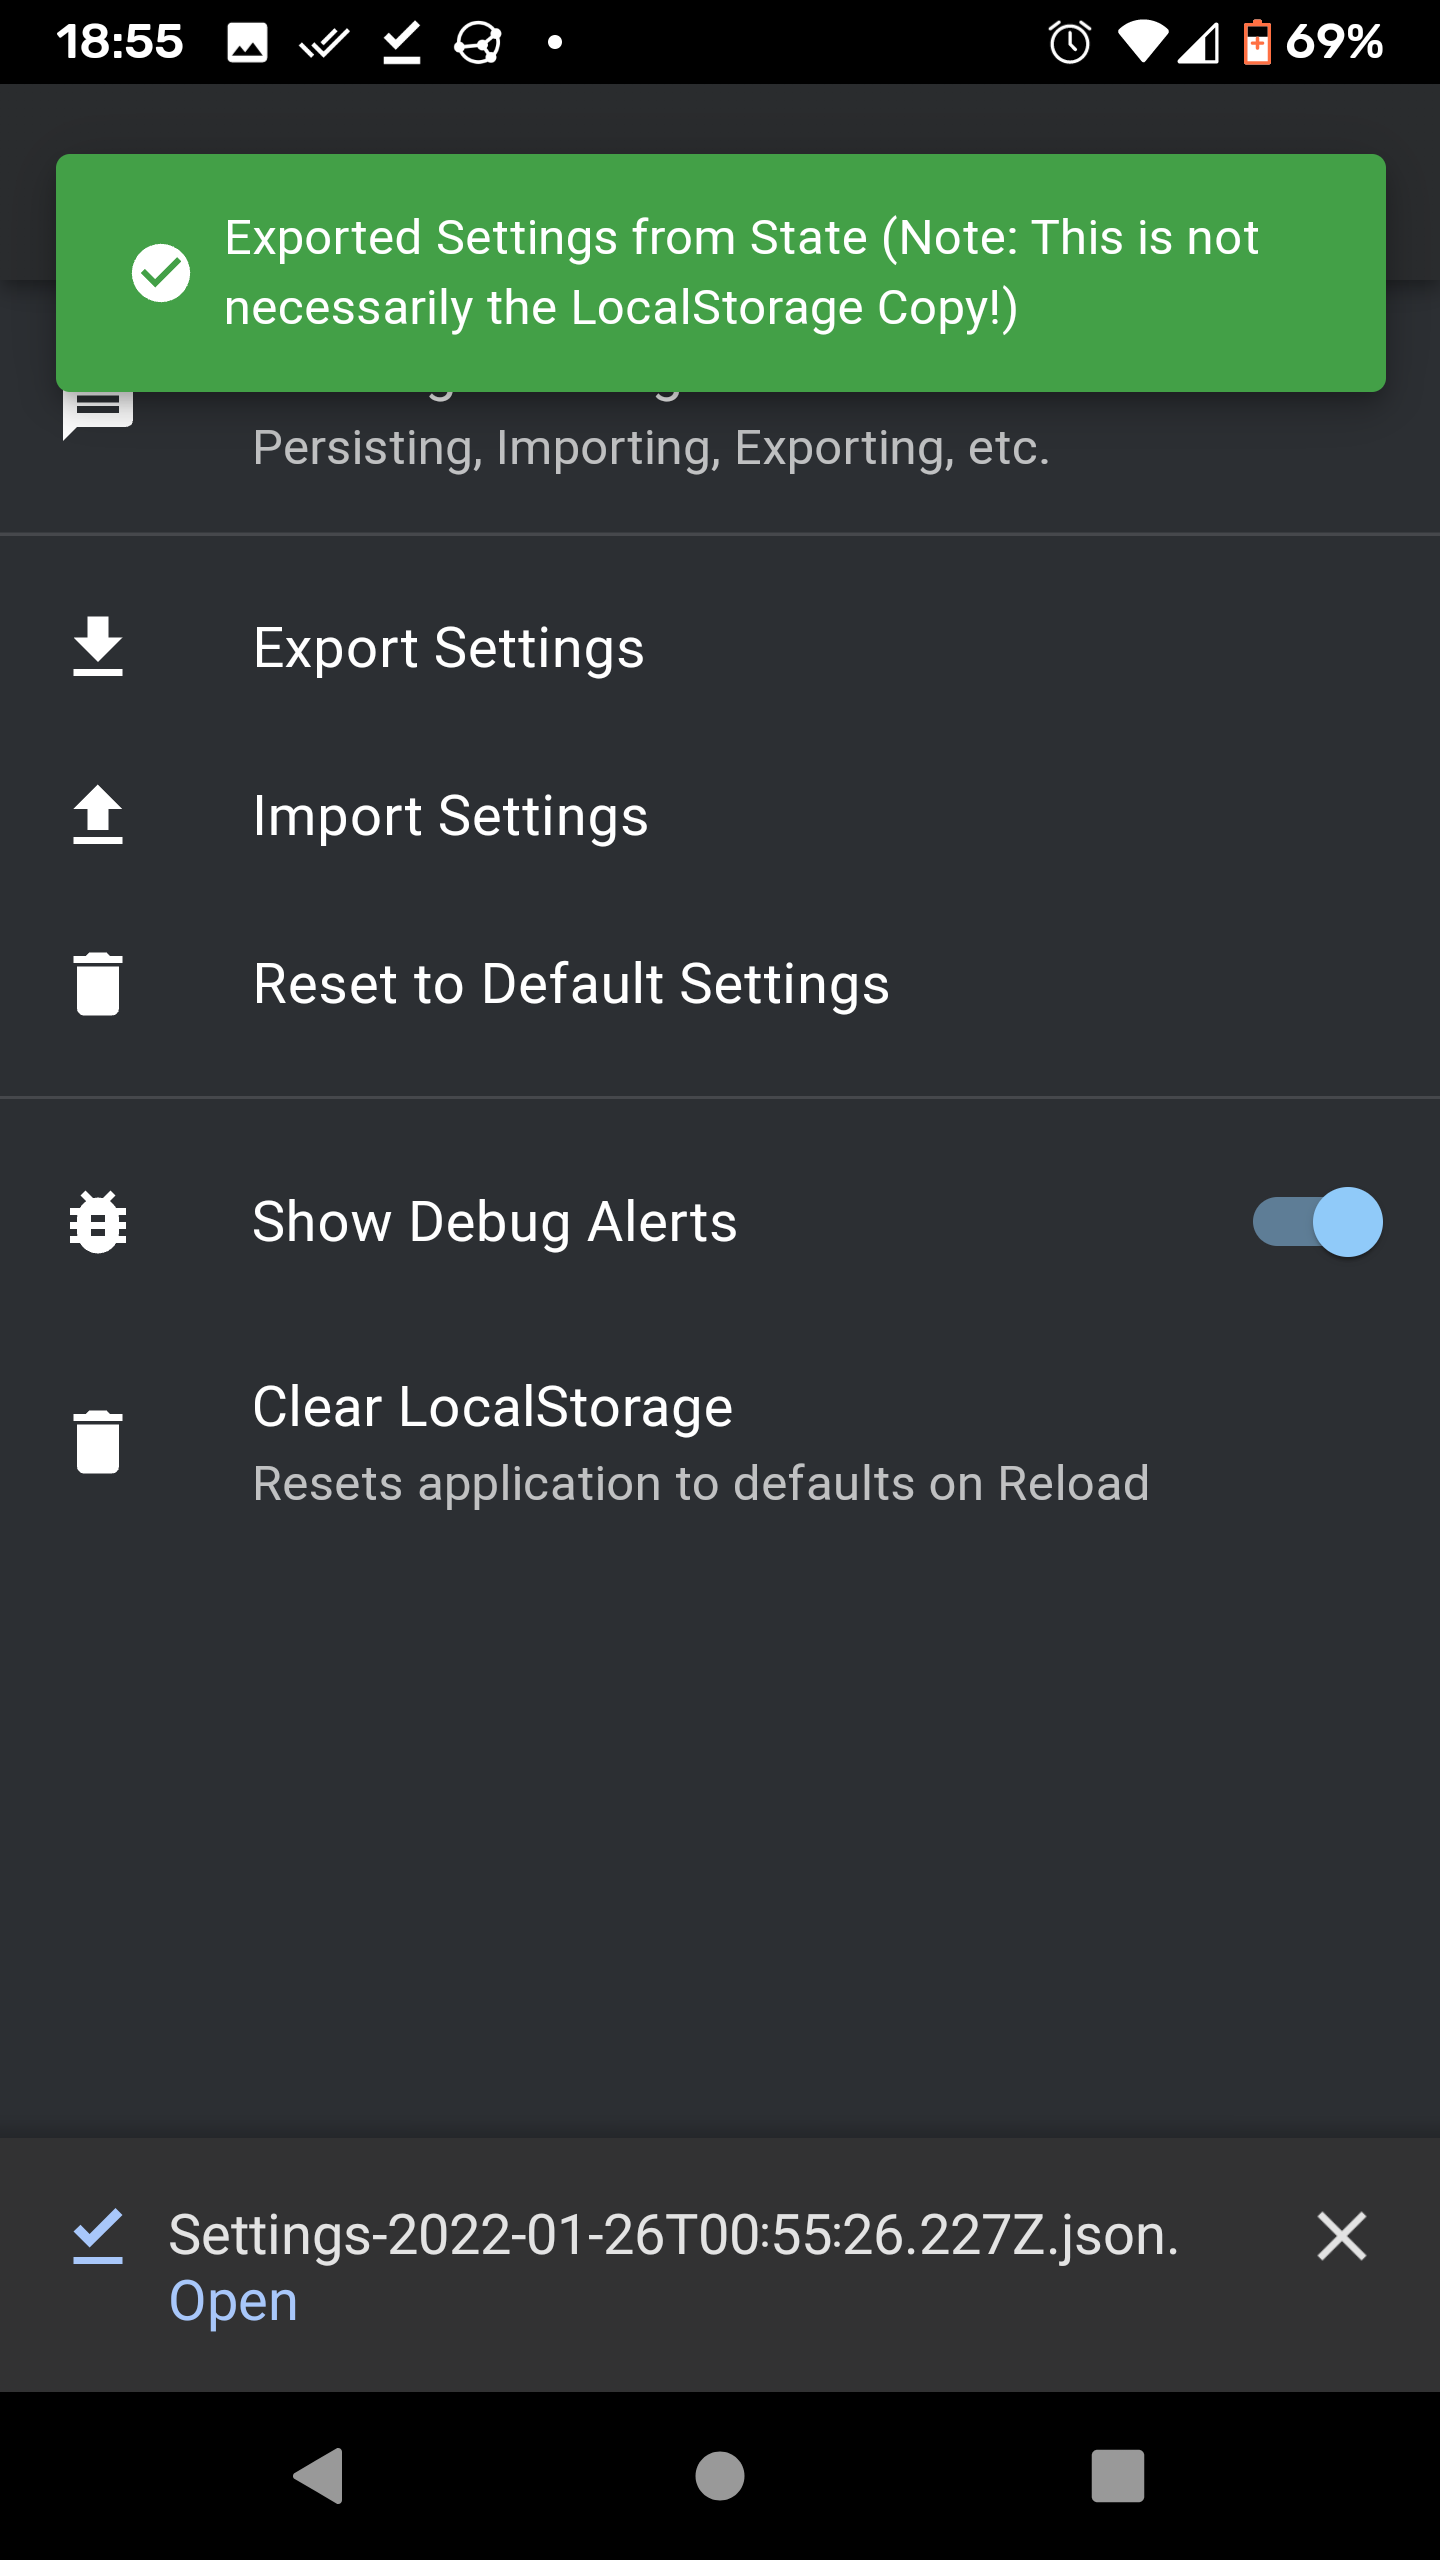 18:55
69%
Exported Settings from State (Note: This is not
necessarily the LocalStorage Copy!)
Persisting, Importing, Exporting, etc.
Export Settings
Import Settings
Reset to Default Settings
Show Debug Alerts
Clear LocalStorage
Resets application to defaults on Reload
Settings-2022-01-26T00:55:26.227Z.json.
Open